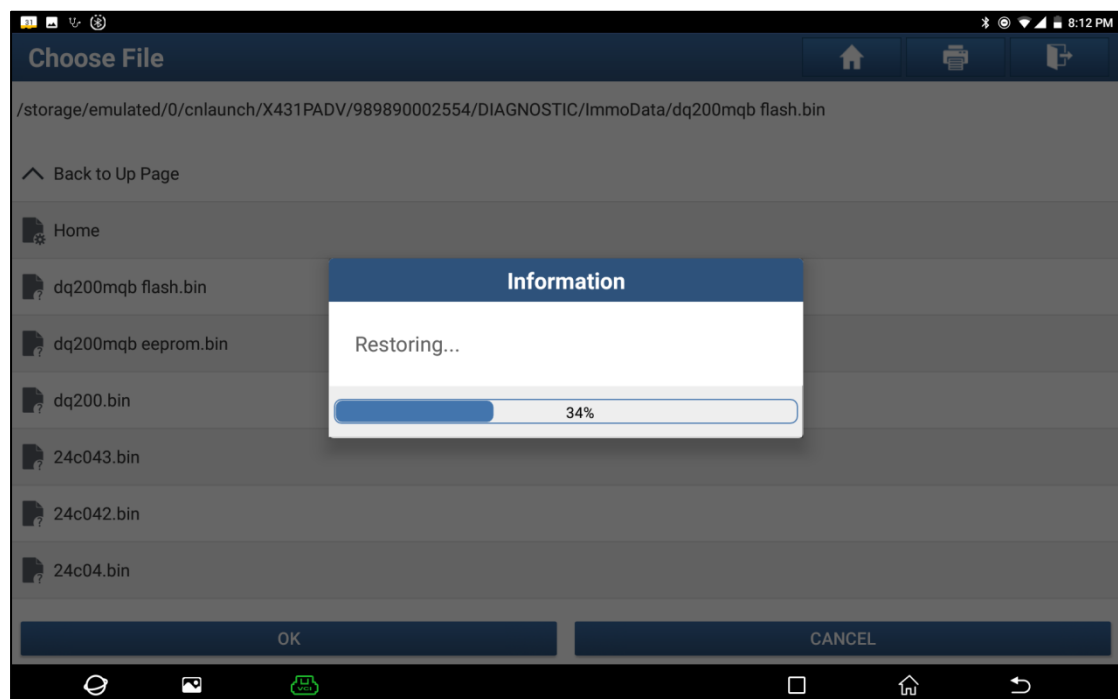 31
8:12 PM
Choose File
/storage/emulated/0/cnlaunch/X431PADV/989890002554/DIAGNOSTIC/ImmoData/dq200mqb flash.bin
Back to Up Page
Home
dq200mqb flash.bin
dq200mqb eeprom.bin
dq200.bin
24c043.bin
24c042.bin
24c04.bin
Information
Restoring...
34%
OK
CANCEL
VCI